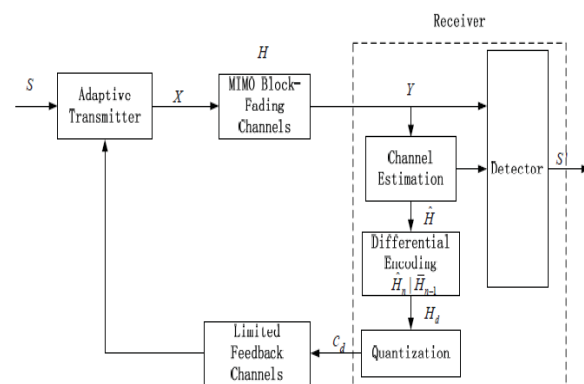 Receiver
H
S
Adaptive
Transmitter
X
MIMO Block-
Fading
Channels
Y
Channel
Estimation
Detector
S'
Ĥ
Differential
Encoding
Ĥₙ|H̄ₙ₋₁
H_d
Limited
Feedback
Channels
C_d
Quantization